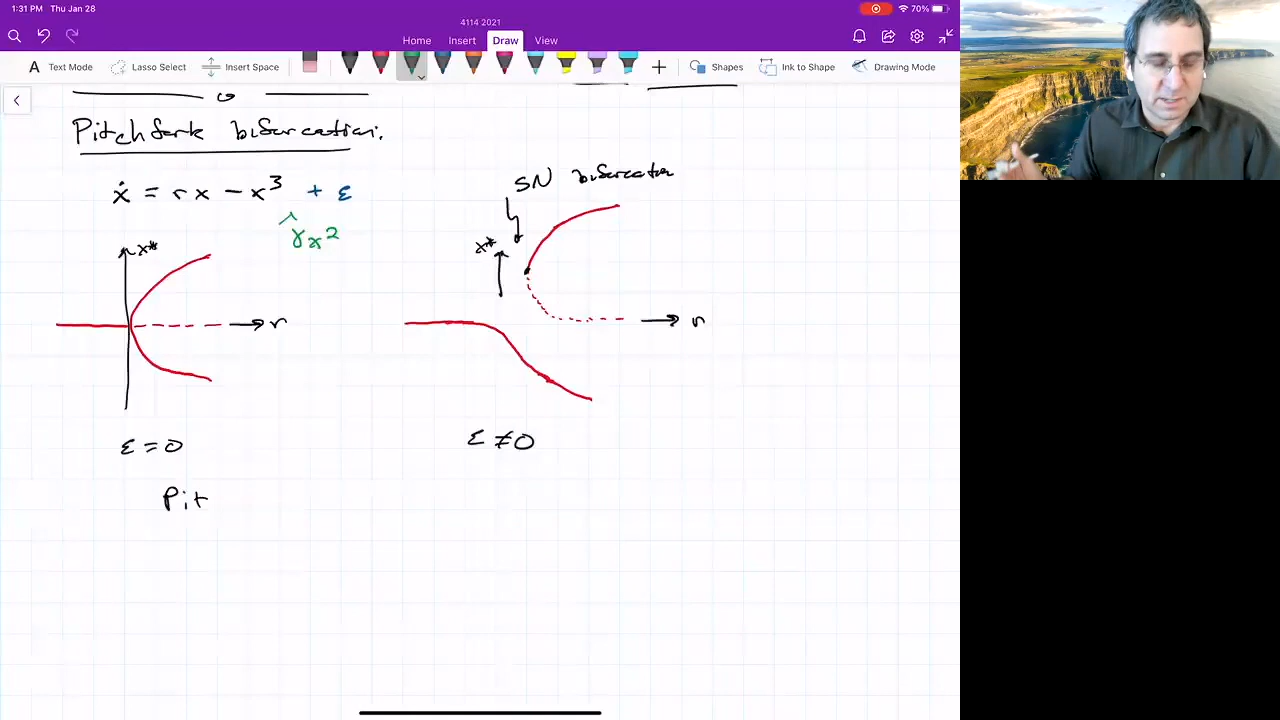 1:31 PM Thu Jan 28
70%
4114 2021
Home Insert Draw View
A Text Mode Lasso Select Insert Space Shapes Ink to Shape Drawing Mode
Pitchfork bifurcation.
ẋ = rx − x³ + ε
γx²
SN bifurcation
x*
r
x*
r
ε = 0
ε ≠ 0
Pit